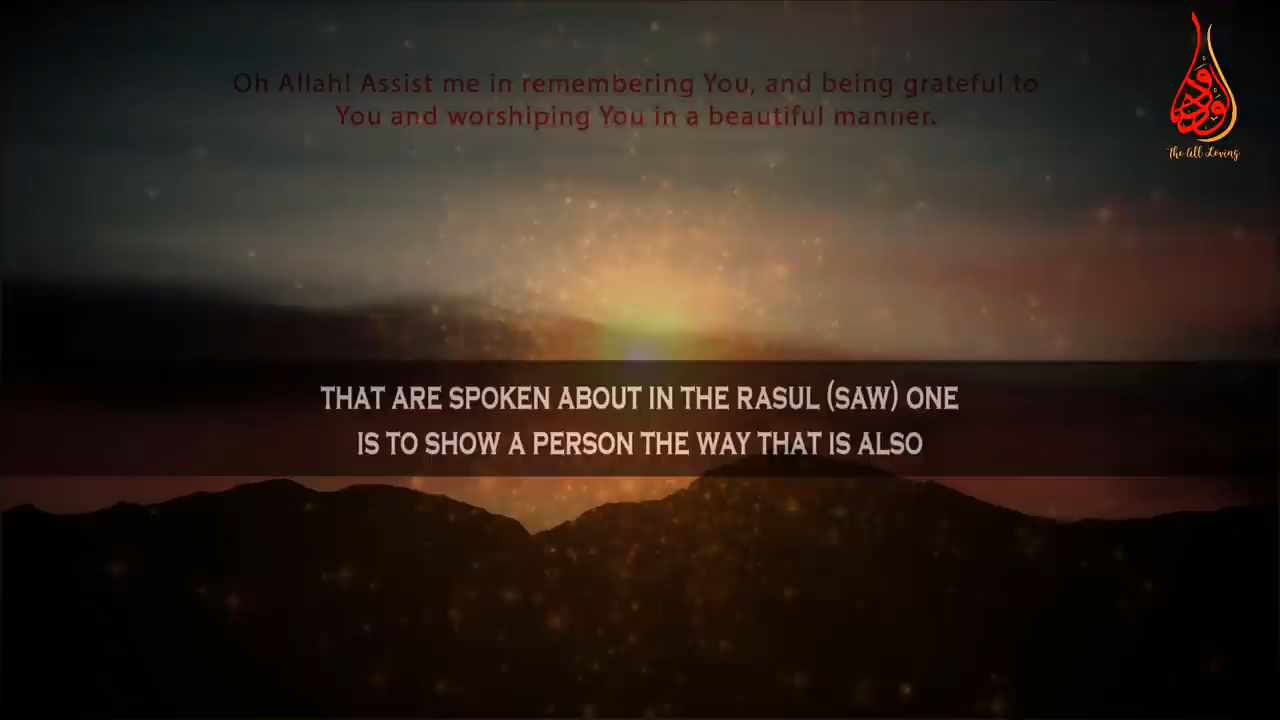 Oh Allah! Assist me in remembering You, and being grateful to
You and worshiping You in a beautiful manner.
The All Loving
THAT ARE SPOKEN ABOUT IN THE RASUL (SAW) ONE
IS TO SHOW A PERSON THE WAY THAT IS ALSO